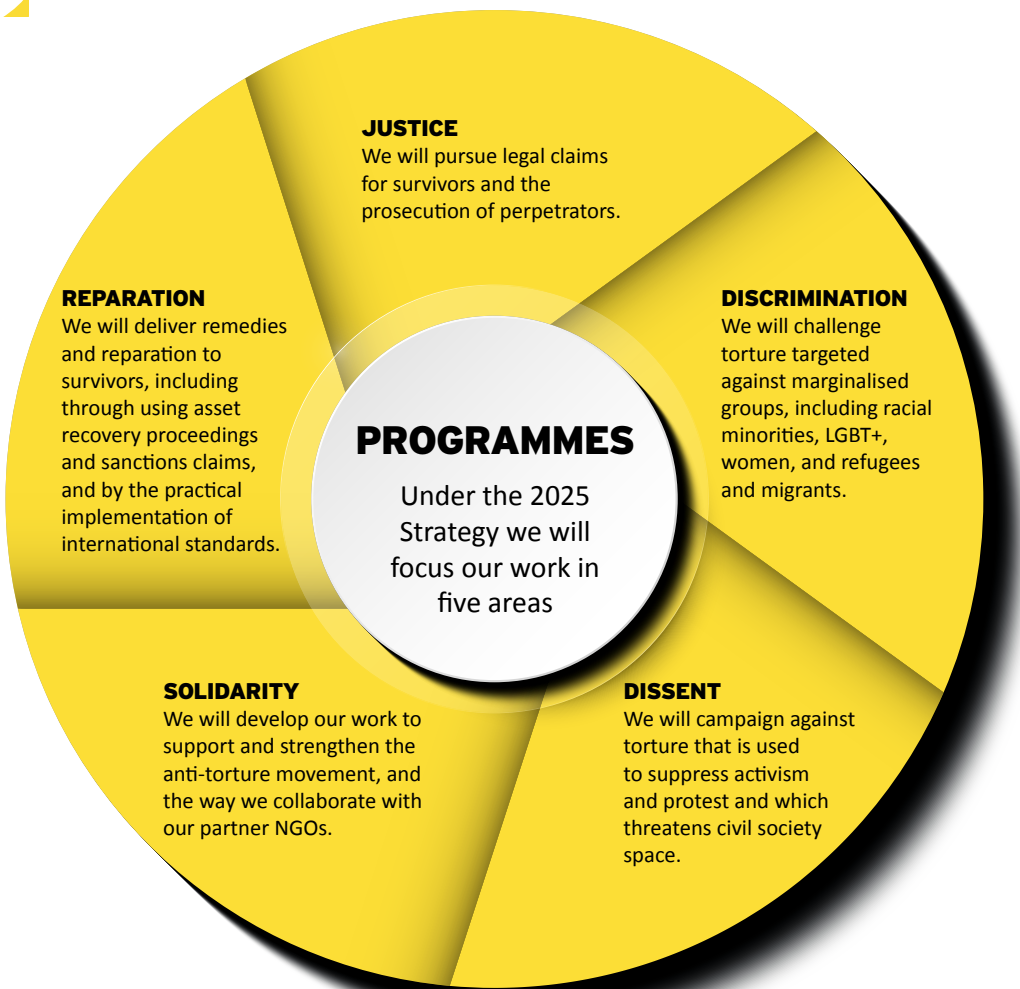 JUSTICE
We will pursue legal claims
for survivors and the
prosecution of perpetrators.
DISCRIMINATION
We will challenge
torture targeted
against marginalised
groups, including racial
minorities, LGBT+,
women, and refugees
and migrants.
DISSENT
We will campaign against
torture that is used
to suppress activism
and protest and which
threatens civil society
space.
SOLIDARITY
We will develop our work to
support and strengthen the
anti-torture movement, and
the way we collaborate with
our partner NGOs.
REPARATION
We will deliver remedies
and reparation to
survivors, including
through using asset
recovery proceedings
and sanctions claims,
and by the practical
implementation of
international standards.
PROGRAMMES
Under the 2025
Strategy we will
focus our work in
five areas